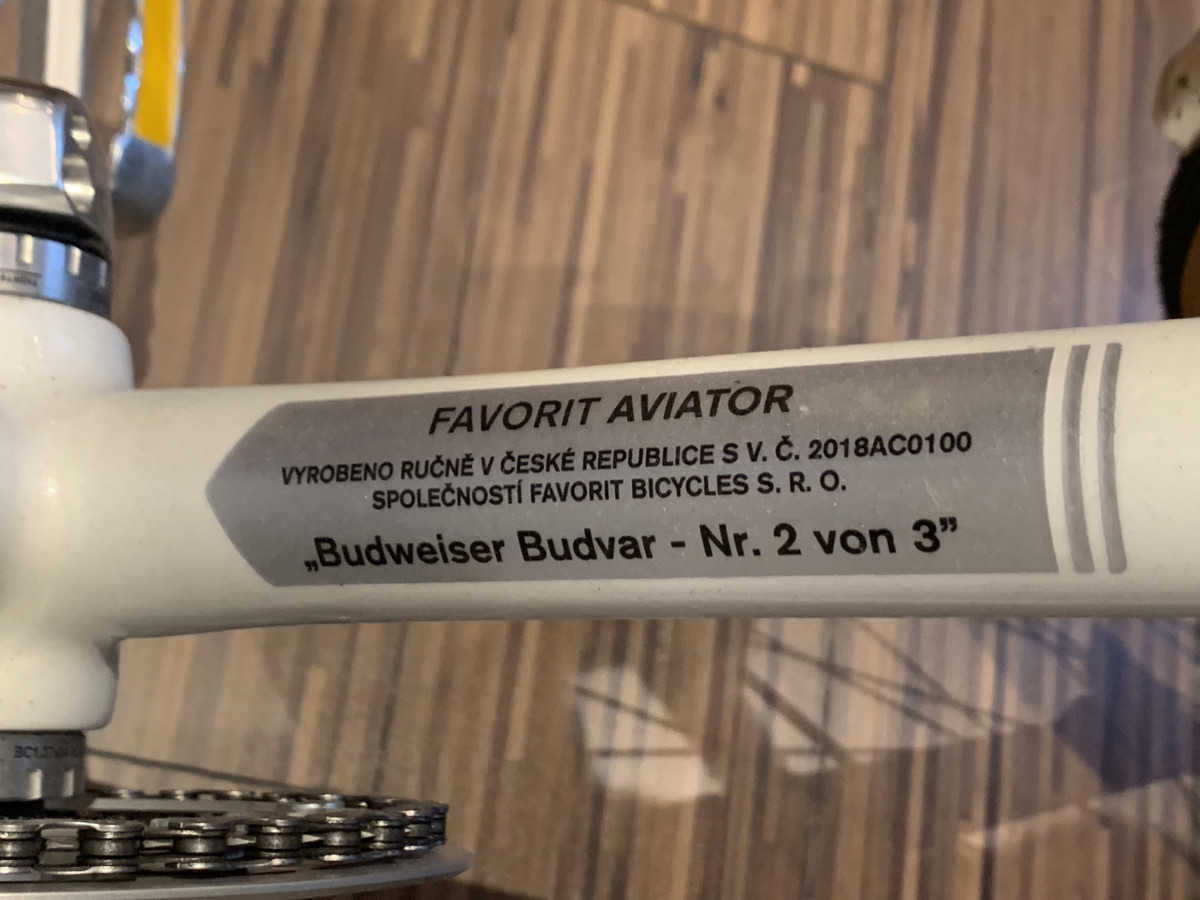 FAVORIT AVIATOR
VYROBENO RUČNĚ V ČESKÉ REPUBLICE S V. Č. 2018AC0100
SPOLEČNOSTÍ FAVORIT BICYCLES S. R. O.
„Budweiser Budvar - Nr. 2 von 3”